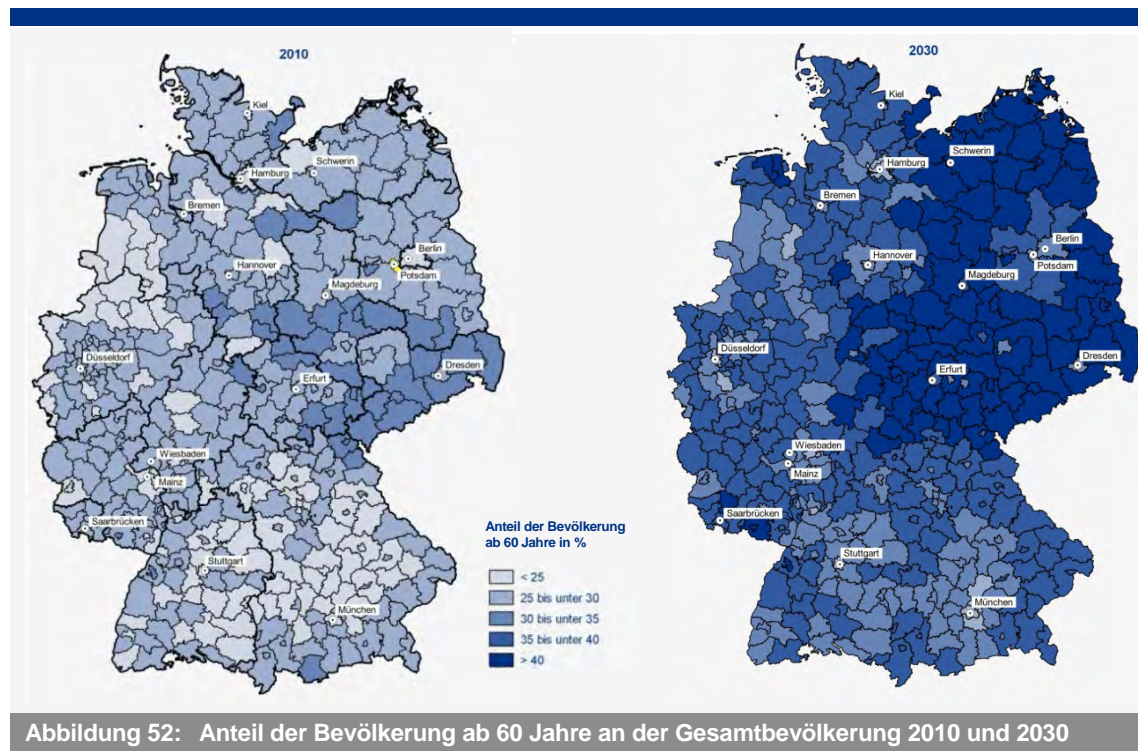 2010
Kiel
Hamburg
Schwerin
Bremen
Berlin
Hannover
Potsdam
Magdeburg
Düsseldorf
Dresden
Erfurt
Wiesbaden
Mainz
Saarbrücken
Stuttgart
München
Anteil der Bevölkerung
ab 60 Jahre in %
< 25
25 bis unter 30
30 bis unter 35
35 bis unter 40
> 40
2030
Kiel
Schwerin
Hamburg
Bremen
Berlin
Hannover
Potsdam
Magdeburg
Düsseldorf
Dresden
Erfurt
Wiesbaden
Mainz
Saarbrücken
Stuttgart
München
Abbildung 52: Anteil der Bevölkerung ab 60 Jahre an der Gesamtbevölkerung 2010 und 2030